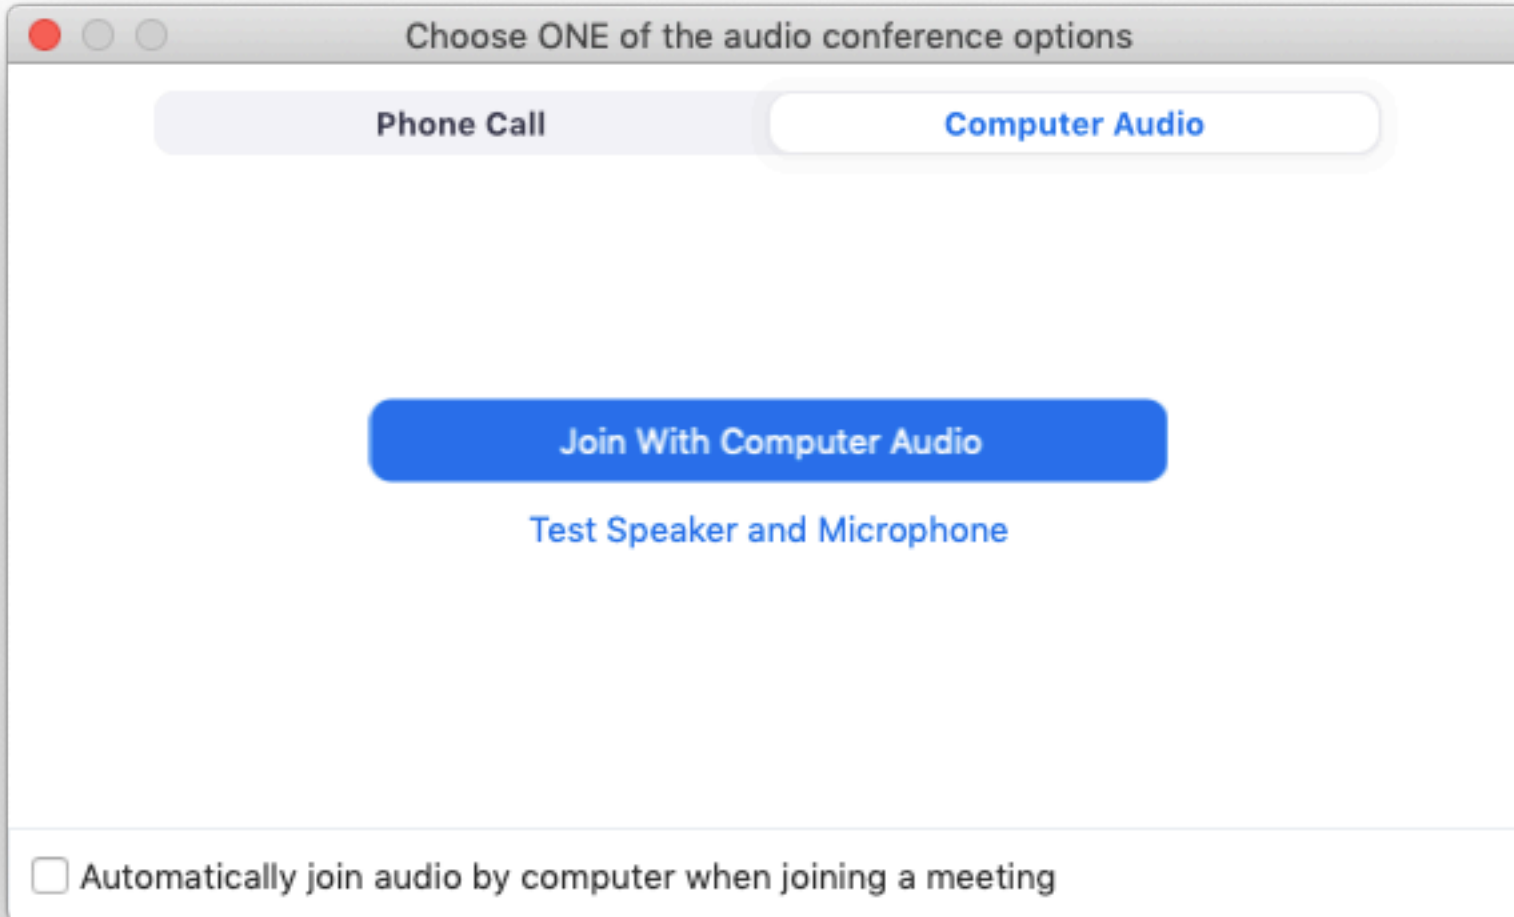 Choose ONE of the audio conference options
Phone Call
Computer Audio
Join With Computer Audio
Test Speaker and Microphone
Automatically join audio by computer when joining a meeting